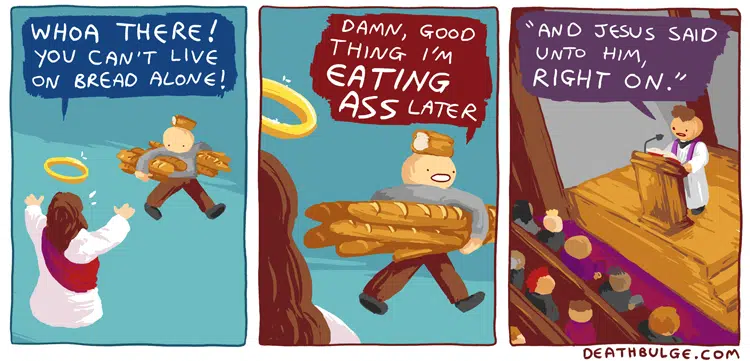 WHOA THERE!
YOU CAN'T LIVE
ON BREAD ALONE!
DAMN, GOOD
THING I'M
EATING
ASS LATER
"AND JESUS SAID
UNTO HIM,
RIGHT ON."
DEATHBULGE.COM